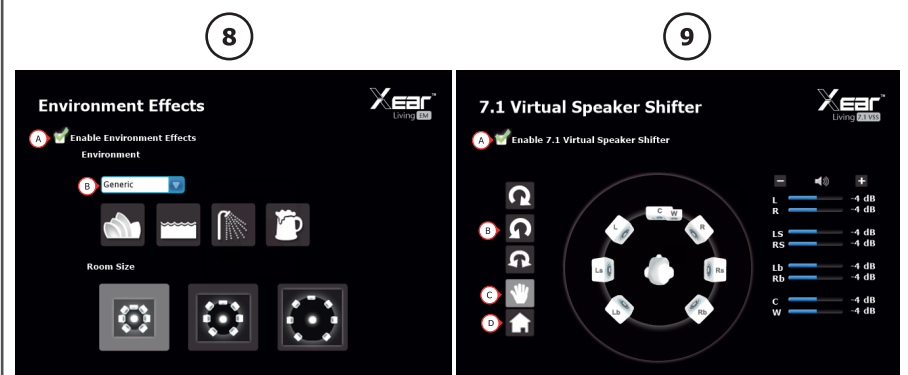 8
9
Environment Effects
Xear™
Living EM
A Enable Environment Effects
Environment
B Generic
Room Size
7.1 Virtual Speaker Shifter
Xear™
Living 7.1 VSS
A Enable 7.1 Virtual Speaker Shifter
B
C
D
C W
L R
Ls Rs
Lb Rb
- +
L -4 dB
R -4 dB
LS -4 dB
RS -4 dB
Lb -4 dB
Rb -4 dB
C -4 dB
W -4 dB